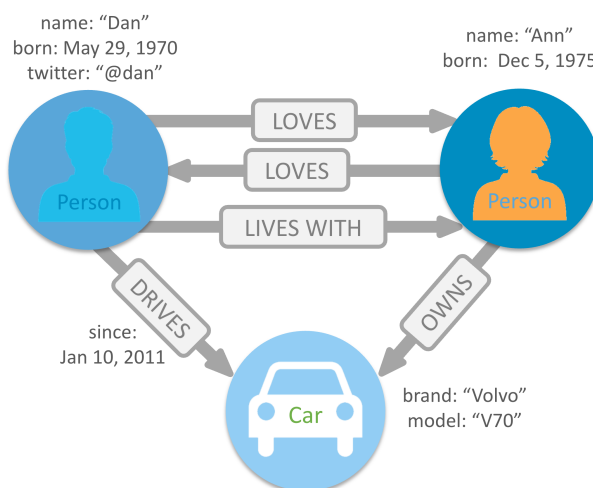 name: “Dan”
born: May 29, 1970
twitter: “@dan”
name: “Ann”
born:  Dec 5, 1975
LOVES
LOVES
Person
Person
LIVES WITH
DRIVES
OWNS
since:
Jan 10, 2011
brand: “Volvo”
model: “V70”
Car